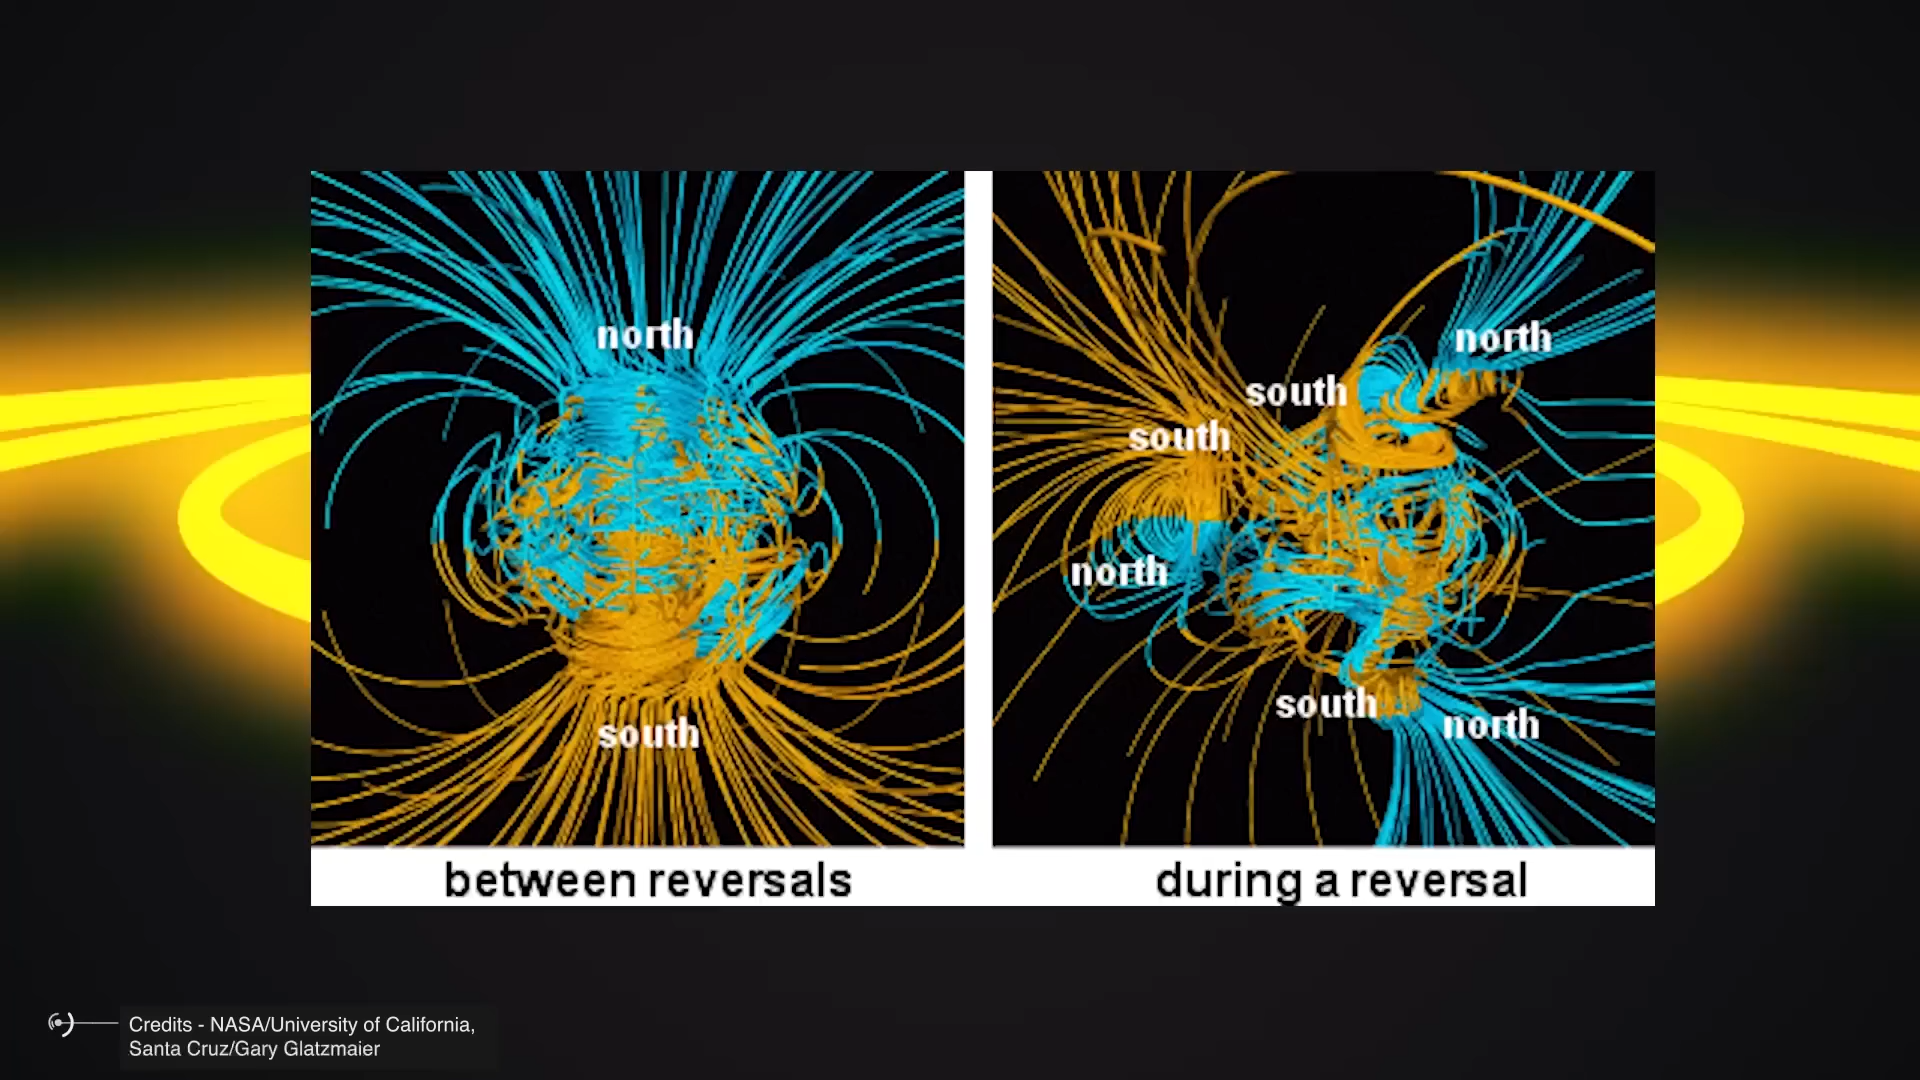 north
south
between reversals
north
south
south
north
south
north
during a reversal
Credits - NASA/University of California,
Santa Cruz/Gary Glatzmaier